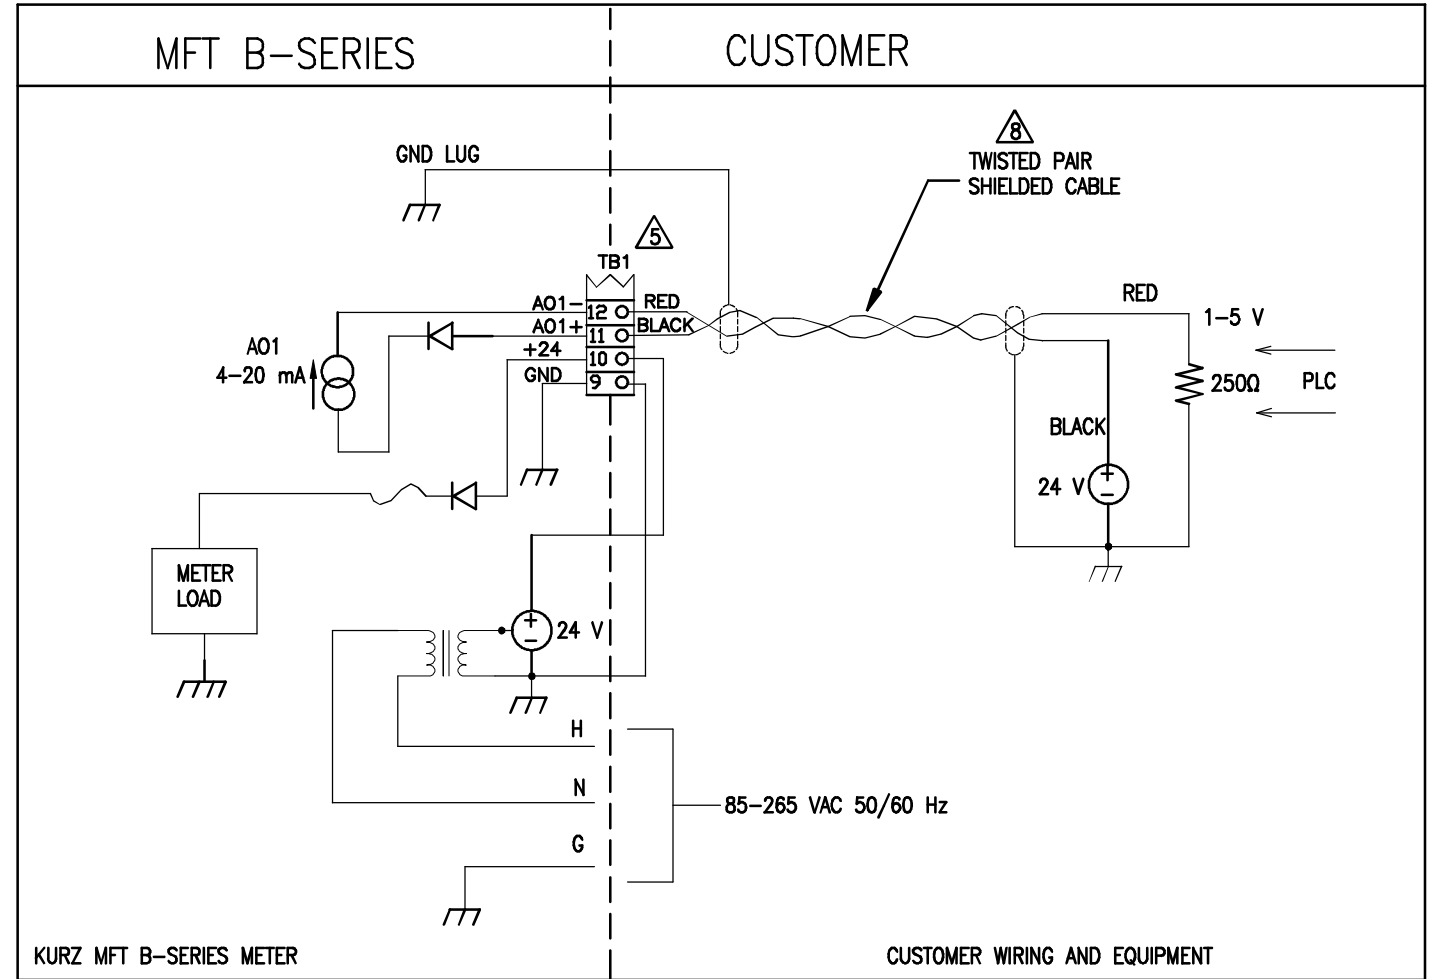 MFT B-SERIES
CUSTOMER
8
GND LUG
TWISTED PAIR
SHIELDED CABLE
5
TB1
AO1-
12
RED
RED
AO1+
11
BLACK
1-5 V
AO1
+24
10
4-20 mA
GND
9
250Ω
PLC
BLACK
24 V
+
-
METER
LOAD
+
-
24 V
H
N
85-265 VAC 50/60 Hz
G
KURZ MFT B-SERIES METER
CUSTOMER WIRING AND EQUIPMENT